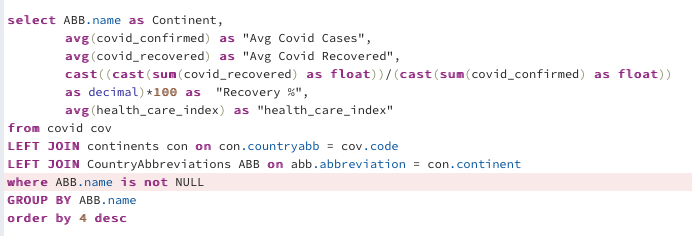 select ABB.name as Continent,
avg(covid_confirmed) as "Avg Covid Cases",
avg(covid_recovered) as "Avg Covid Recovered",
cast((cast(sum(covid_recovered) as float))/(cast(sum(covid_confirmed) as float))
as decimal)*100 as  "Recovery %",
avg(health_care_index) as "health_care_index"
from covid cov
LEFT JOIN continents con on con.countryabb = cov.code
LEFT JOIN CountryAbbreviations ABB on abb.abbreviation = con.continent
where ABB.name is not NULL
GROUP BY ABB.name
order by 4 desc